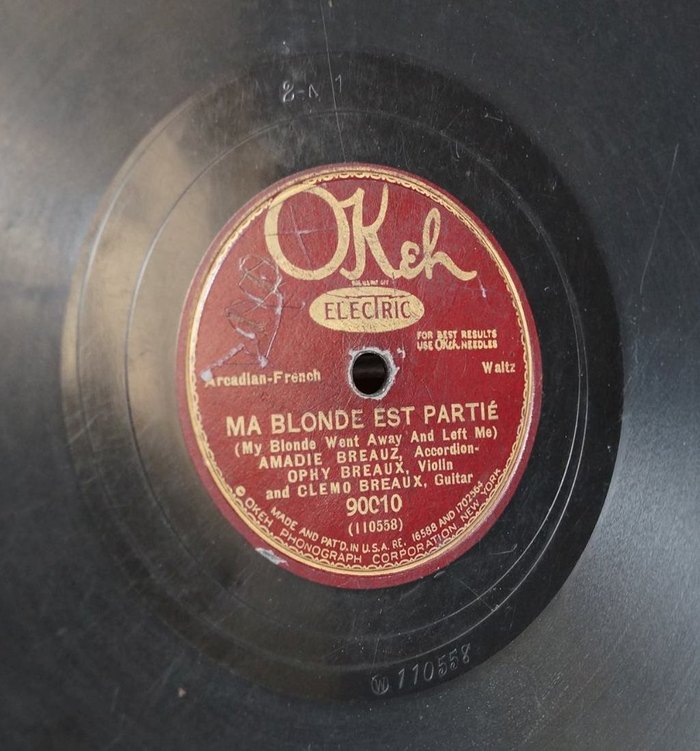 OKeh
ELECTRIC
FOR BEST RESULTS
USE OKeh NEEDLES
Arcadian-French
Waltz
MA BLONDE EST PARTIÉ
(My Blonde Went Away And Left Me)
AMADIE BREAUZ, Accordion-
OPHY BREAUX, Violin
and CLEMO BREAUX, Guitar
90010
(110558)
MADE AND PAT'D. IN U.S.A. RE. 16588 AND 1702564
© OKEH PHONOGRAPH CORPORATION NEW YORK
W 110558